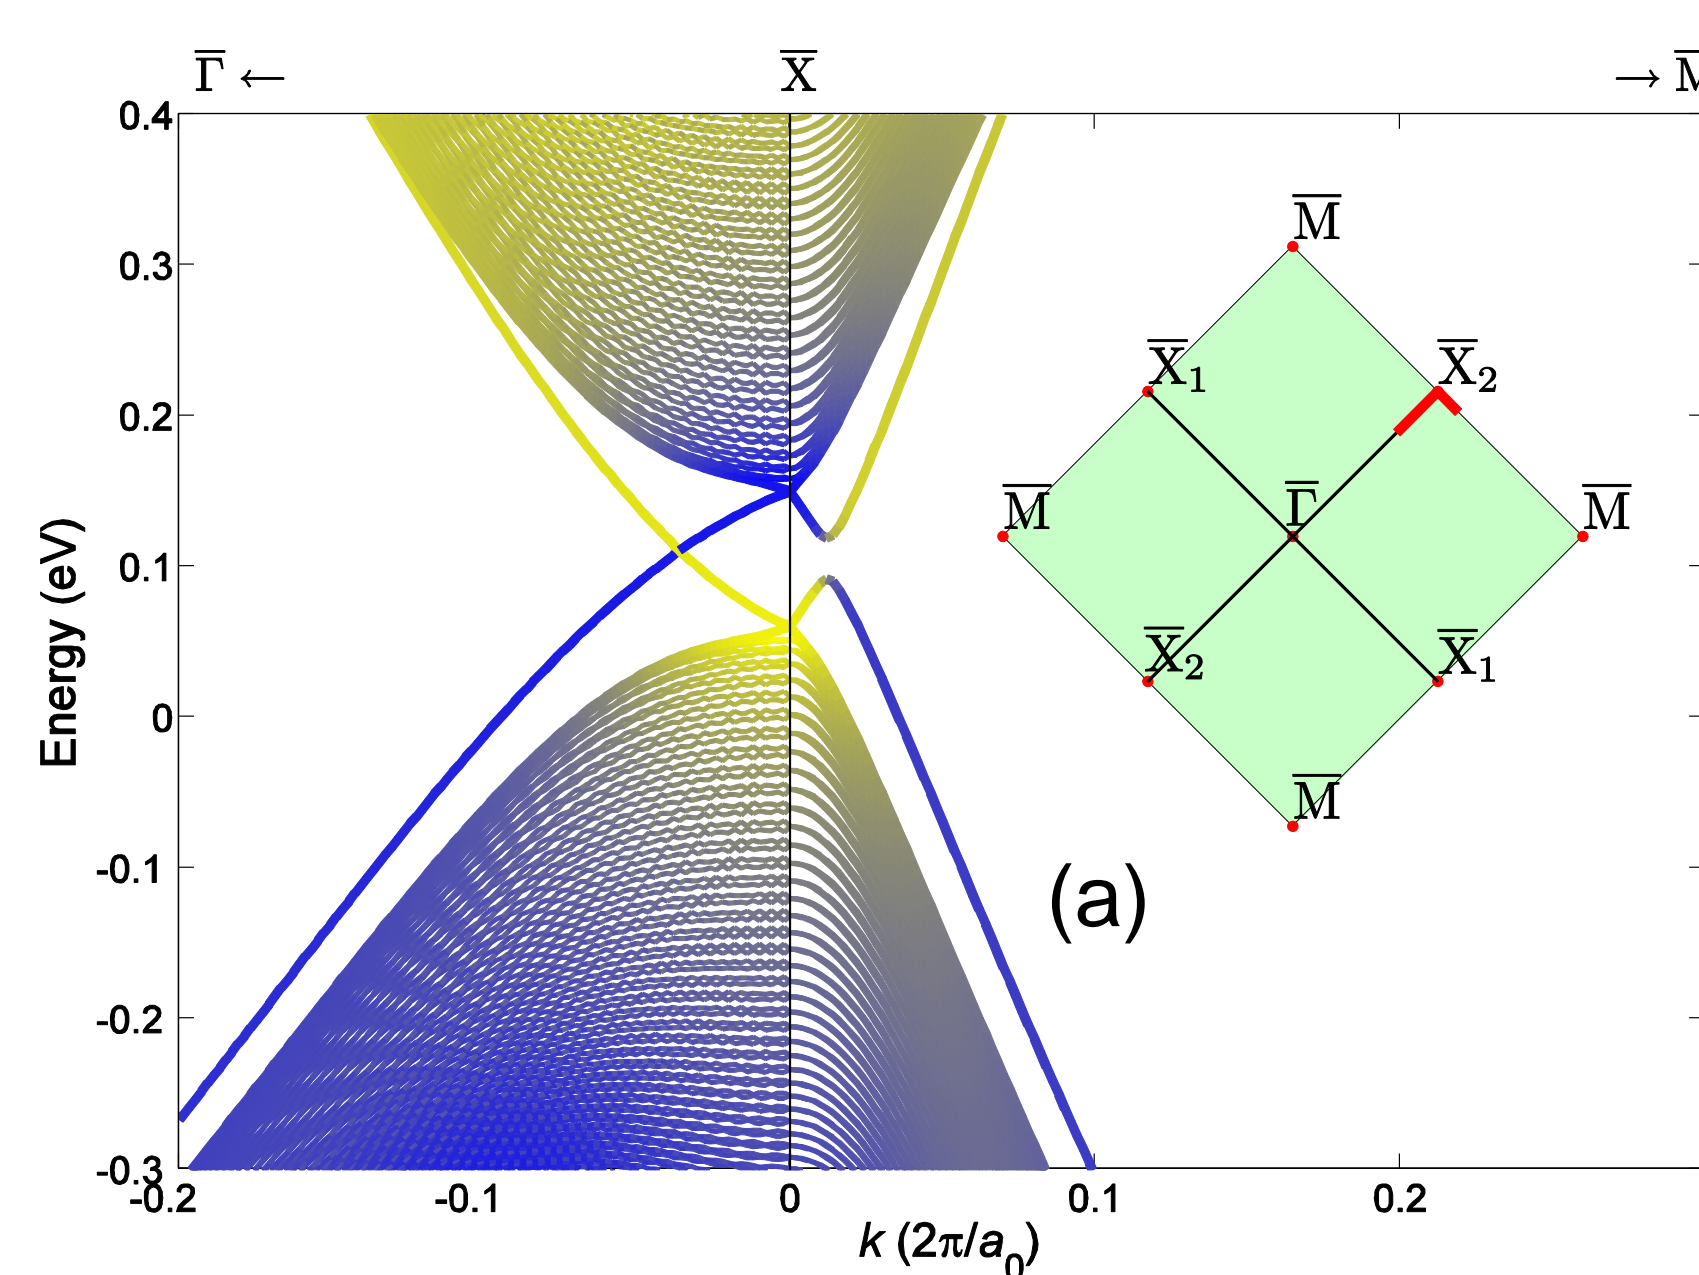 Γ̅ ← X̅ → M̅
0.4
0.3
0.2
0.1
0
-0.1
-0.2
-0.3
Energy (eV)
-0.2 -0.1 0 0.1 0.2
k (2π/a₀)
M̅
X̅₁ X̅₂
M̅ Γ̅ M̅
X̅₂ X̅₁
M̅
(a)